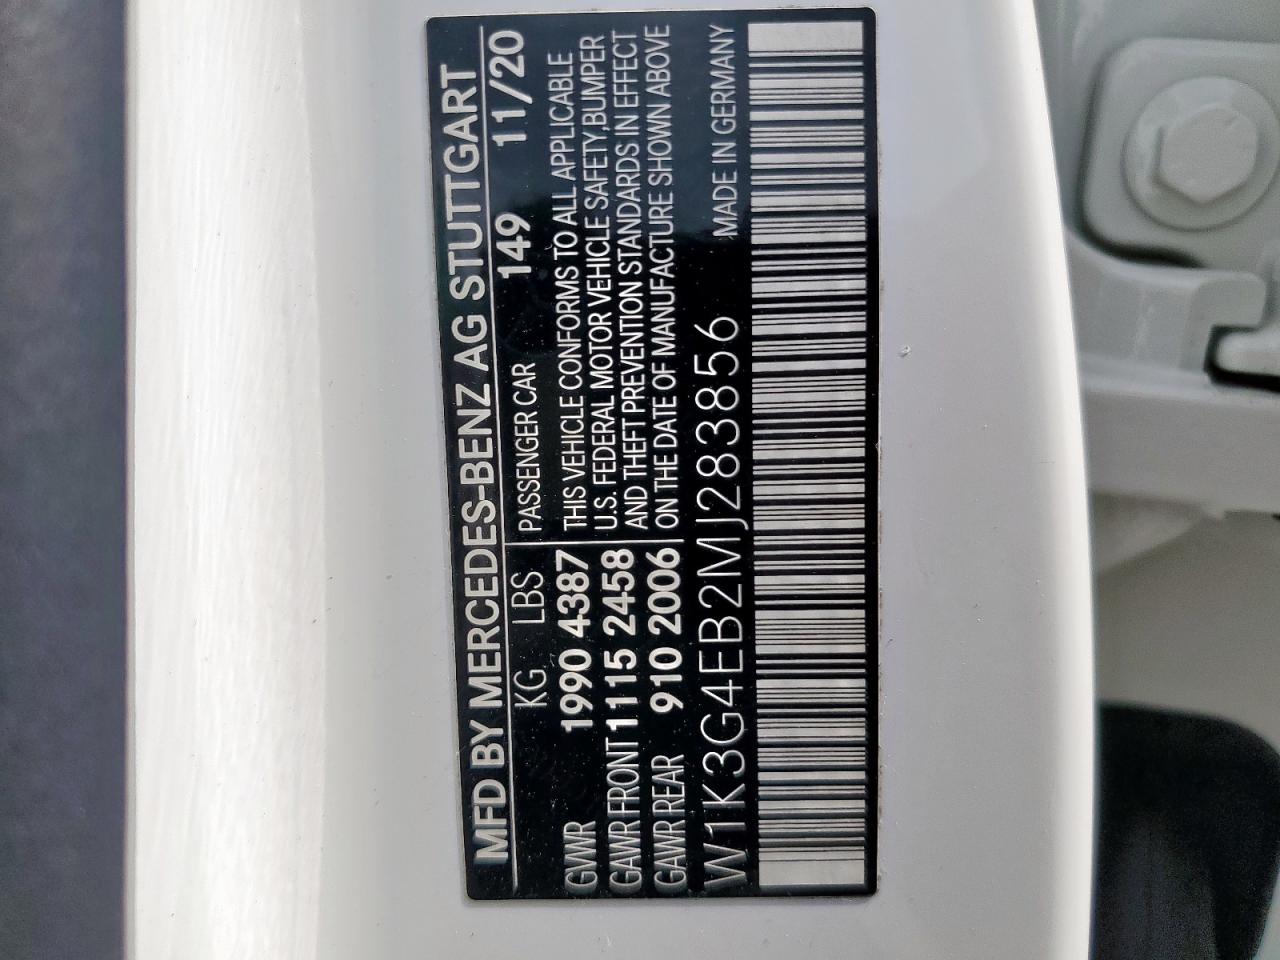 MFD BY MERCEDES-BENZ AG STUTTGART
KG LBS PASSENGER CAR 149 11/20
GVWR 1990 4387 THIS VEHICLE CONFORMS TO ALL APPLICABLE
GAWR FRONT 1115 2458 U.S. FEDERAL MOTOR VEHICLE SAFETY,BUMPER
GAWR REAR 910 2006 AND THEFT PREVENTION STANDARDS IN EFFECT
ON THE DATE OF MANUFACTURE SHOWN ABOVE
W1K3G4EB2MJ283856 MADE IN GERMANY